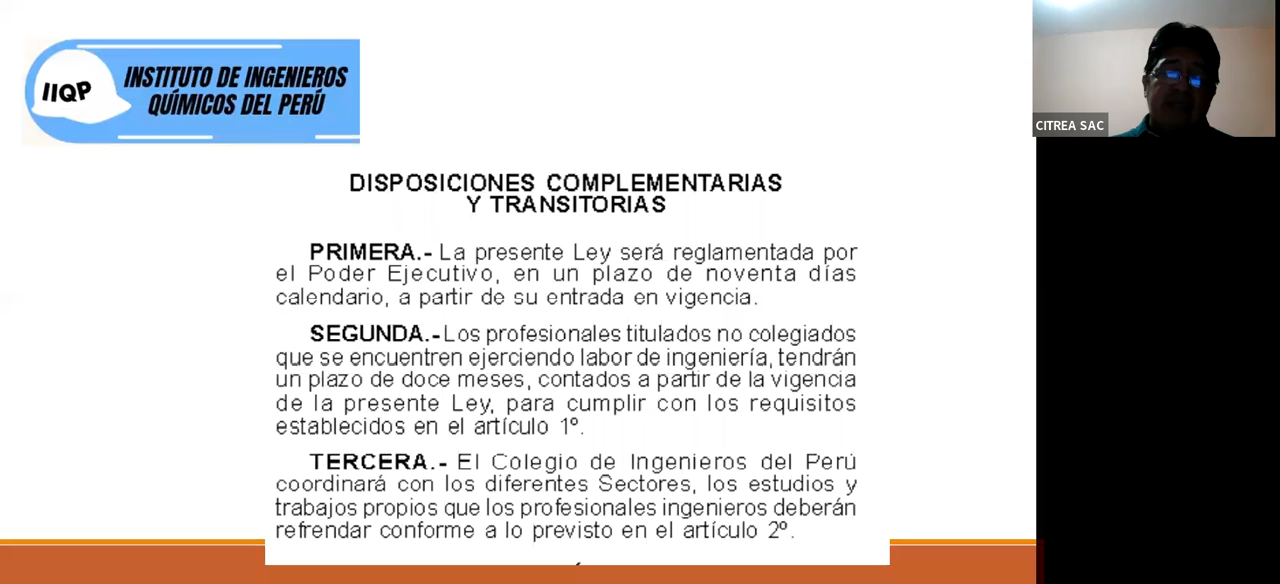 IIQP
INSTITUTO DE INGENIEROS
QUÍMICOS DEL PERÚ
CITREA SAC
DISPOSICIONES COMPLEMENTARIAS
Y TRANSITORIAS
PRIMERA.- La presente Ley será reglamentada por
el Poder Ejecutivo, en un plazo de noventa días
calendario, a partir de su entrada en vigencia.
SEGUNDA.- Los profesionales titulados no colegiados
que se encuentren ejerciendo labor de ingeniería, tendrán
un plazo de doce meses, contados a partir de la vigencia
de la presente Ley, para cumplir con los requisitos
establecidos en el artículo 1º.
TERCERA.- El Colegio de Ingenieros del Perú
coordinará con los diferentes Sectores, los estudios y
trabajos propios que los profesionales ingenieros deberán
refrendar conforme a lo previsto en el artículo 2º.